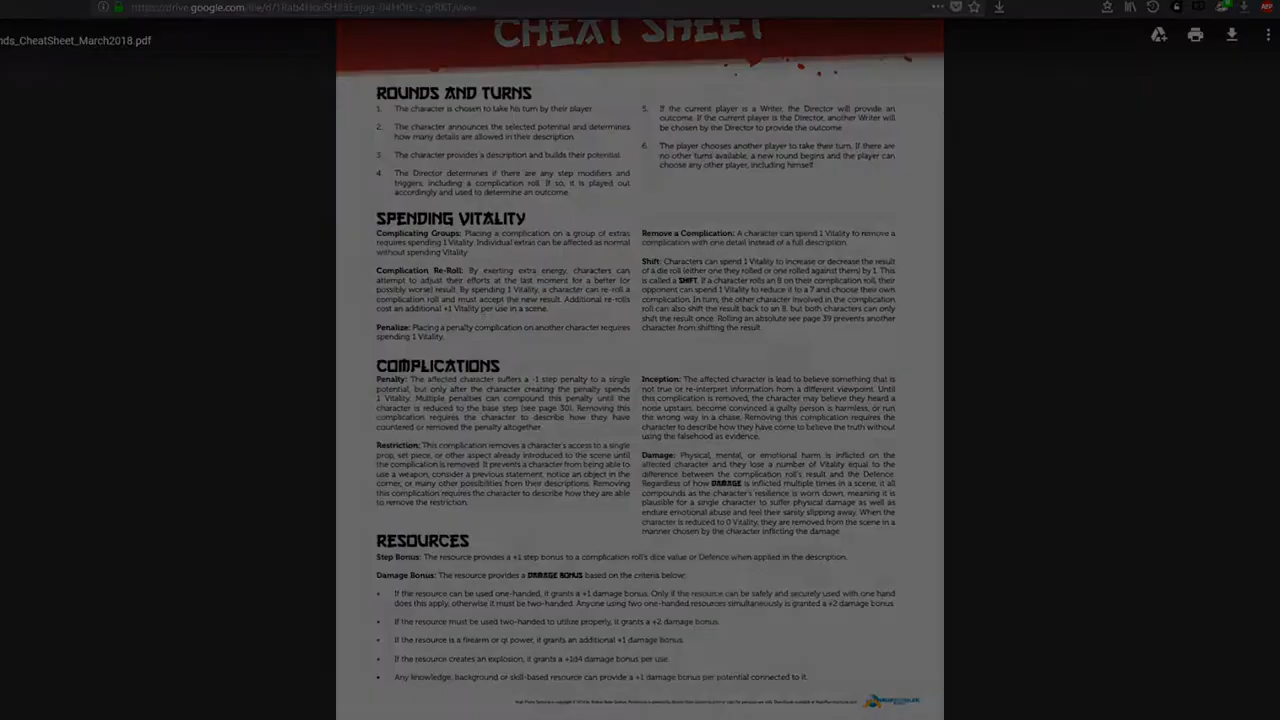 nds_CheatSheet_March2018.pdf
CHEAT SHEET
ROUNDS AND TURNS
1. The character is chosen to take his turn by their player.
2. The character announces the selected potential and determines
how many details are allowed in their description.
3. The character provides a description and builds their potential.
4. The Director determines if there are any step modifiers and
triggers, including a complication roll. If so, it is played out
accordingly and used to determine an outcome.
5. If the current player is a Writer, the Director will provide an
outcome. If the current player is the Director, another Writer will
be chosen by the Director to provide the outcome.
6. The player chooses another player to take their turn. If there are
no other turns available, a new round begins and the player can
choose any other player, including himself.
SPENDING VITALITY
Complicating Groups: Placing a complication on a group of extras
requires spending 1 Vitality. Individual extras can be affected as normal
without spending Vitality.
Complication Re-Roll: By exerting extra energy, characters can
attempt to adjust their efforts at the last moment for a better (or
possibly worse) result. By spending 1 Vitality, a character can re-roll a
complication roll and must accept the new result. Additional re-rolls
cost an additional +1 Vitality per use in a scene.
Penalize: Placing a penalty complication on another character requires
spending 1 Vitality.
Remove a Complication: A character can spend 1 Vitality to remove a
complication with one detail instead of a full description.
Shift: Characters can spend 1 Vitality to increase or decrease the result
of a die roll (either one they rolled or one rolled against them) by 1. This
is called a SHIFT. If a character rolls an 8 on their complication roll, their
opponent can spend 1 Vitality to reduce it to a 7 and choose their own
complication. In turn, the other character involved in the complication
roll can also shift the result back to an 8, but both characters can only
shift the result once. Rolling an absolute see page 39 prevents another
character from shifting the result.
COMPLICATIONS
Penalty: The affected character suffers a -1 step penalty to a single
potential, but only after the character creating the penalty spends
1 Vitality. Multiple penalties can compound this penalty until the
character is reduced to the base step (see page 30). Removing this
complication requires the character to describe how they have
countered or removed the penalty altogether.
Restriction: This complication removes a character's access to a single
prop, set piece, or other aspect already introduced to the scene until
the complication is removed. It prevents a character from being able to
use a weapon, consider a previous statement, notice an object in the
corner, or many other possibilities from their descriptions. Removing
this complication requires the character to describe how they are able
to remove the restriction.
Inception: The affected character is lead to believe something that is
not true or re-interpret information from a different viewpoint. Until
this complication is removed, the character may believe they heard a
noise upstairs, become convinced a guilty person is harmless, or run
the wrong way in a chase. Removing this complication requires the
character to describe how they have come to believe the truth without
using the falsehood as evidence.
Damage: Physical, mental, or emotional harm is inflicted on the
affected character and they lose a number of Vitality equal to the
difference between the complication roll's result and the Defence.
Regardless of how DAMAGE is inflicted multiple times in a scene, it all
compounds as the character's resilience is worn down, meaning it is
plausible for a single character to suffer physical damage as well as
endure emotional abuse and feel their sanity slipping away. When the
character is reduced to 0 Vitality, they are removed from the scene in a
manner chosen by the character inflicting the damage.
RESOURCES
Step Bonus: The resource provides a +1 step bonus to a complication roll's dice value or Defence when applied in the description.
Damage Bonus: The resource provides a DAMAGE BONUS based on the criteria below:
• If the resource can be used one-handed, it grants a +1 damage bonus. Only if the resource can be safely and securely used with one hand
does this apply, otherwise it must be two-handed. Anyone using two one-handed resources simultaneously is granted a +2 damage bonus.
• If the resource must be used two-handed to utilize properly, it grants a +2 damage bonus.
• If the resource is a firearm or qi power, it grants an additional +1 damage bonus.
• If the resource creates an explosion, it grants a +1d4 damage bonus per use.
• Any knowledge, background or skill-based resource can provide a +1 damage bonus per potential connected to it.